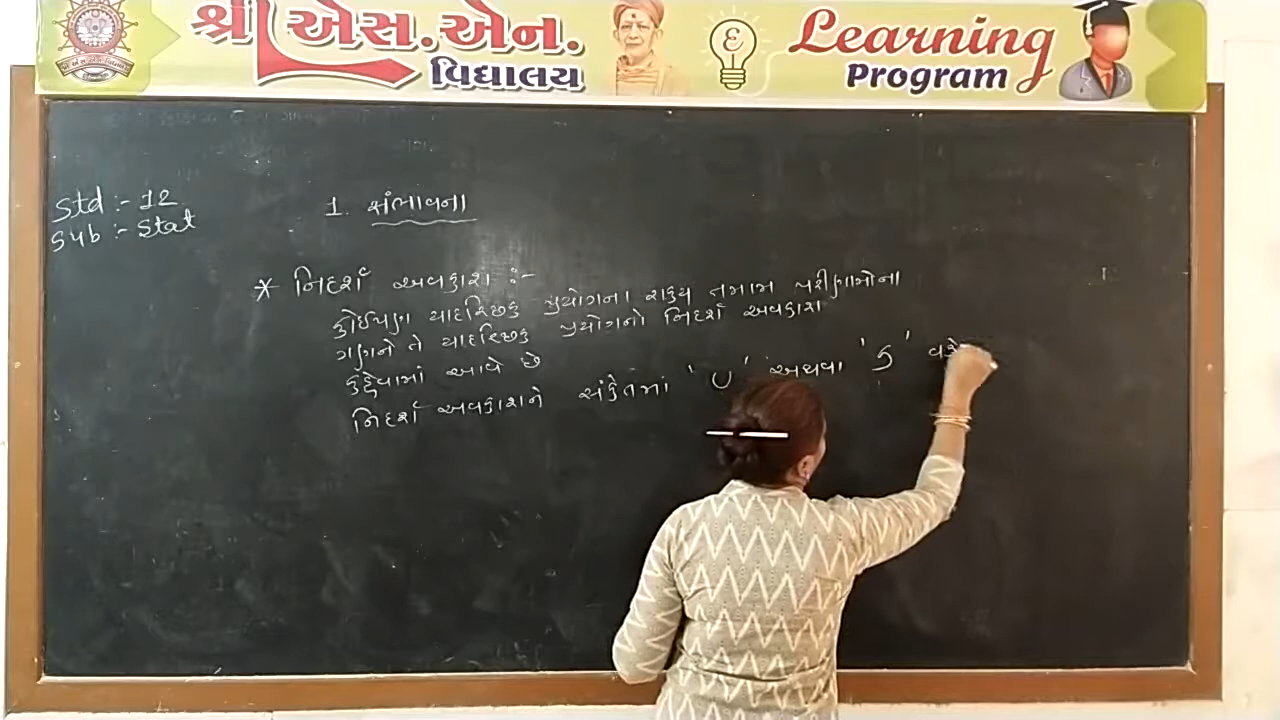 શ્રી એસ. એન.
વિદ્યાલય
Learning
Program
Std :- 12
Sub :- Stat
1. સંભાવના
* નિદર્શ અવકાશ :-
કોઈપણ યાદચ્છિક પ્રયોગના શક્ય તમામ પરીણામોના
ગણને તે યાદચ્છિક પ્રયોગનો નિદર્શ અવકાશ
કહેવામાં આવે છે
નિદર્શ અવકાશને સંકેતમાં 'U' અથવા 'S' વડે